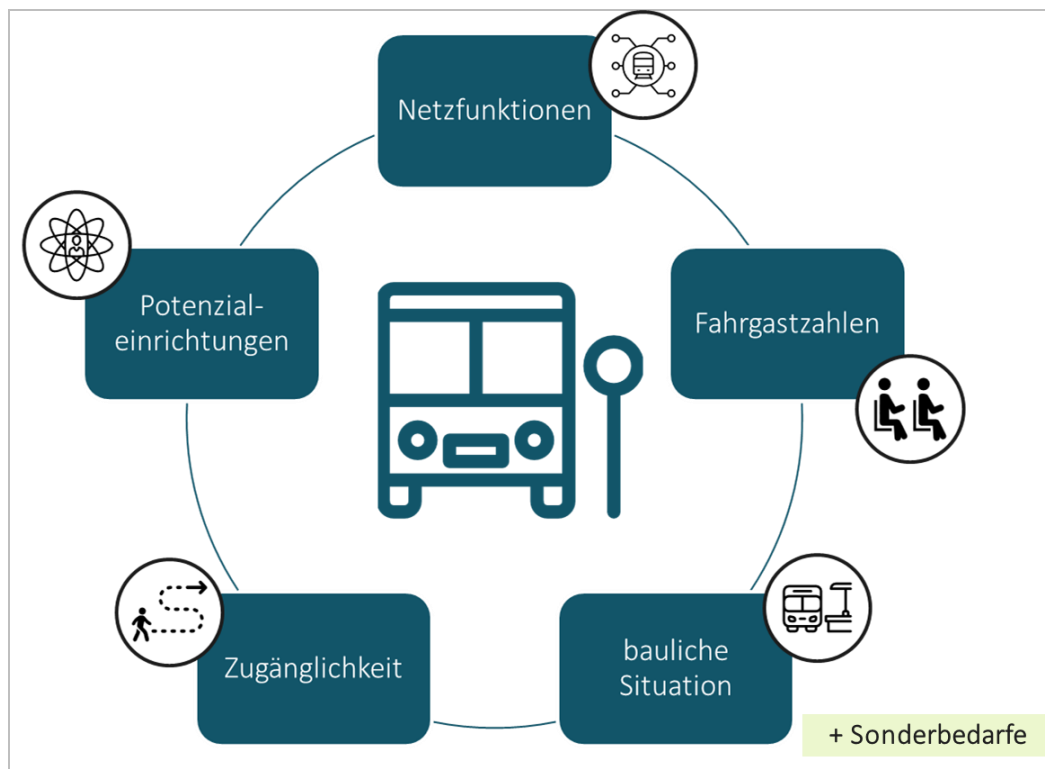 Netzfunktionen
Potenzial-
einrichtungen
Fahrgastzahlen
Zugänglichkeit
bauliche
Situation
+ Sonderbedarfe